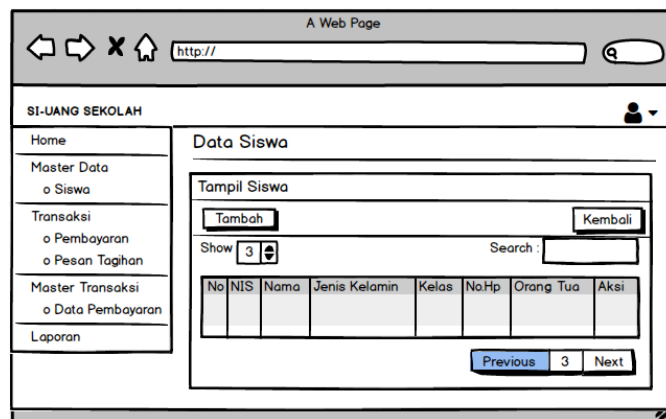 A Web Page
http://
SI-UANG SEKOLAH
Home
Master Data
o Siswa
Transaksi
o Pembayaran
o Pesan Tagihan
Master Transaksi
o Data Pembayaran
Laporan
Data Siswa
Tampil Siswa
Tambah Kembali
Show 3 Search :
No NIS Nama Jenis Kelamin Kelas No.Hp Orang Tua Aksi
Previous 3 Next